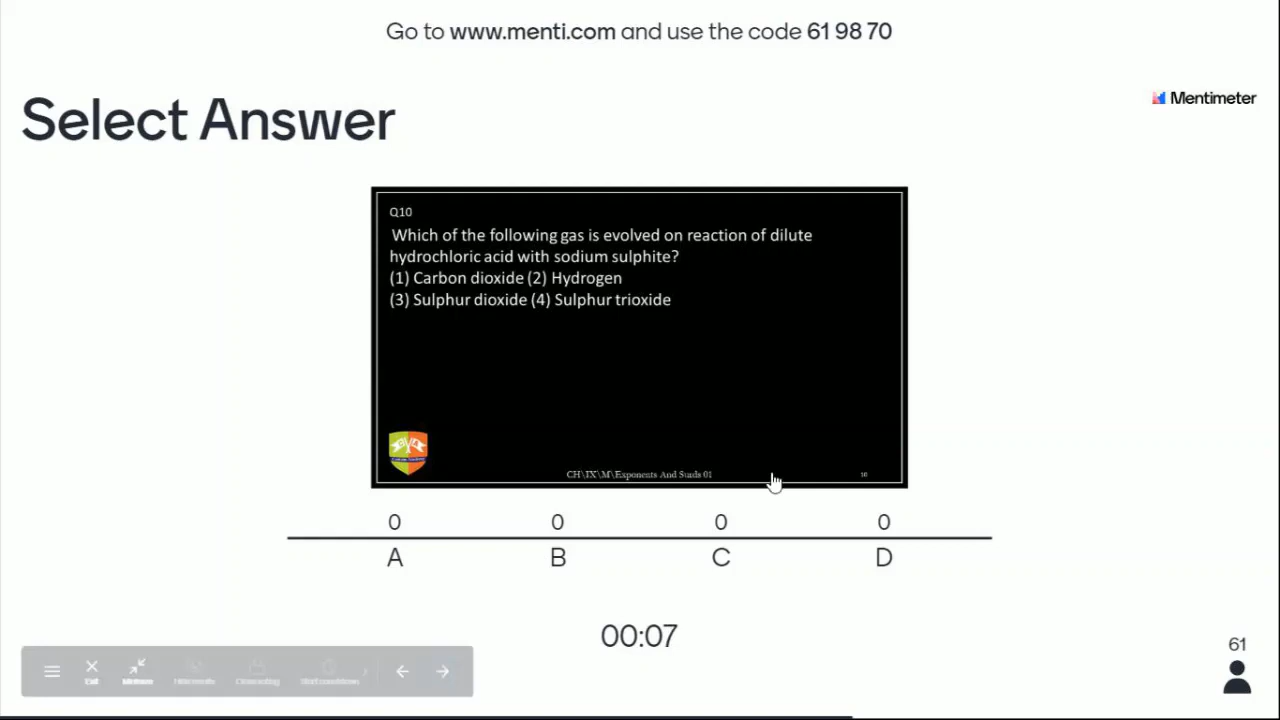 Go to www.menti.com and use the code 61 98 70
Select Answer
Mentimeter
Q10
Which of the following gas is evolved on reaction of dilute
hydrochloric acid with sodium sulphite?
(1) Carbon dioxide (2) Hydrogen
(3) Sulphur dioxide (4) Sulphur trioxide
CH\IX\M\Exponents And Surds 01
10
0 0 0 0
A B C D
00:07
61
Exit